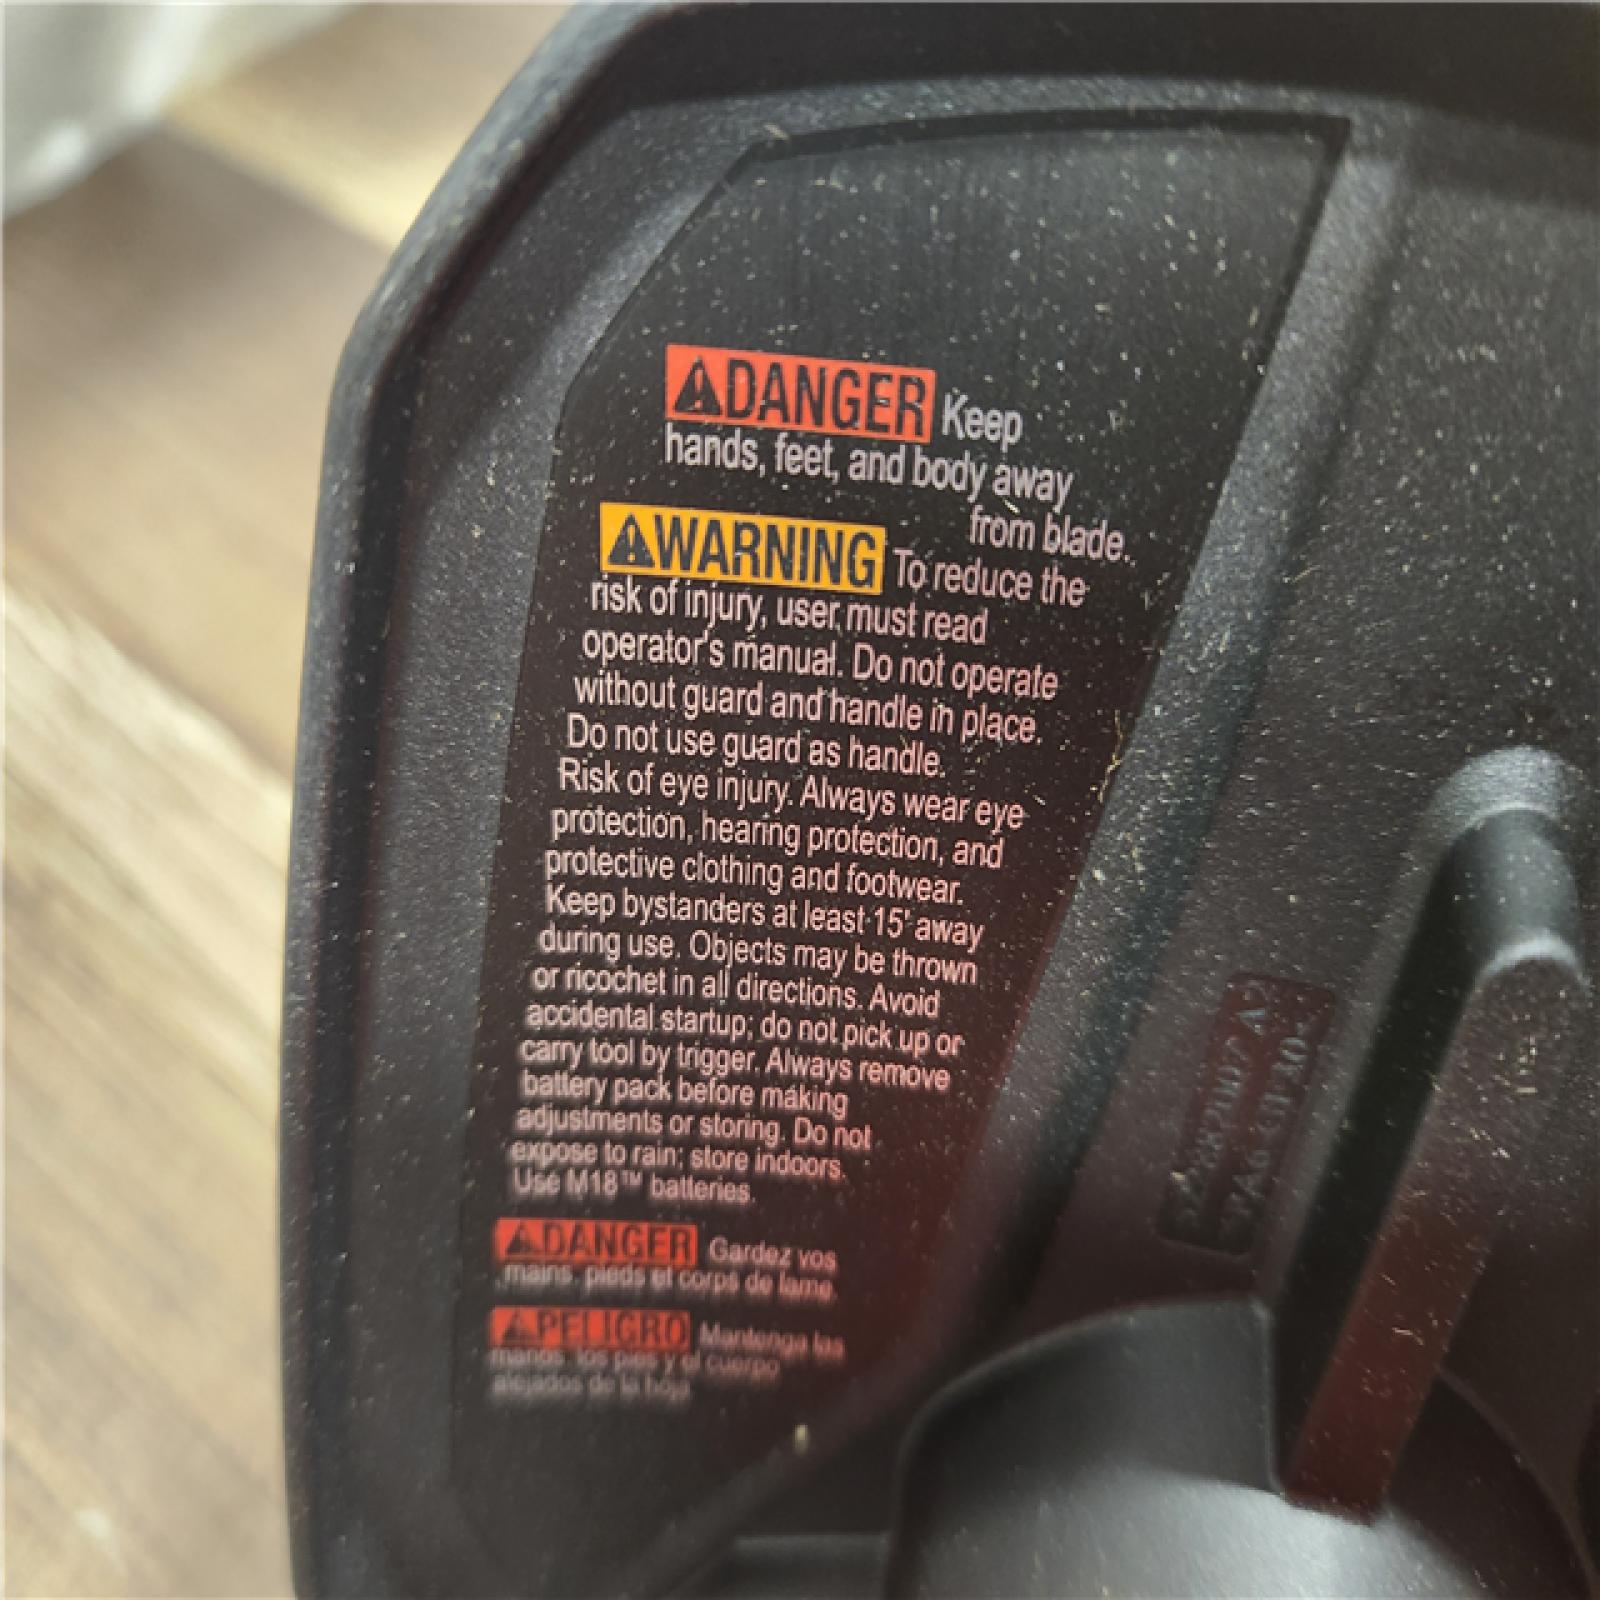 DANGER Keep
hands, feet, and body away
from blade.
WARNING To reduce the
risk of injury, user must read
operator's manual. Do not operate
without guard and handle in place.
Do not use guard as handle.
Risk of eye injury. Always wear eye
protection, hearing protection, and
protective clothing and footwear.
Keep bystanders at least 15' away
during use. Objects may be thrown
or ricochet in all directions. Avoid
accidental startup; do not pick up or
carry tool by trigger. Always remove
battery pack before making
adjustments or storing. Do not
expose to rain; store indoors.
Use M18™ batteries.
DANGER Gardez vos
mains, pieds et corps de lame.
PELIGRO Mantenga las
manos, los pies y el cuerpo
alejados de la hoja